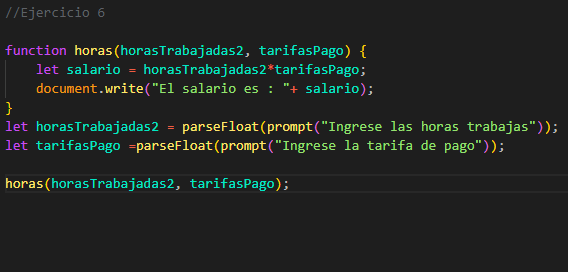 //Ejercicio 6
function horas(horasTrabajadas2, tarifasPago) {
let salario = horasTrabajadas2*tarifasPago;
document.write("El salario es : "+ salario);
}
let horasTrabajadas2 = parseFloat(prompt("Ingrese las horas trabajas"));
let tarifasPago =parseFloat(prompt("Ingrese la tarifa de pago"));
horas(horasTrabajadas2, tarifasPago);